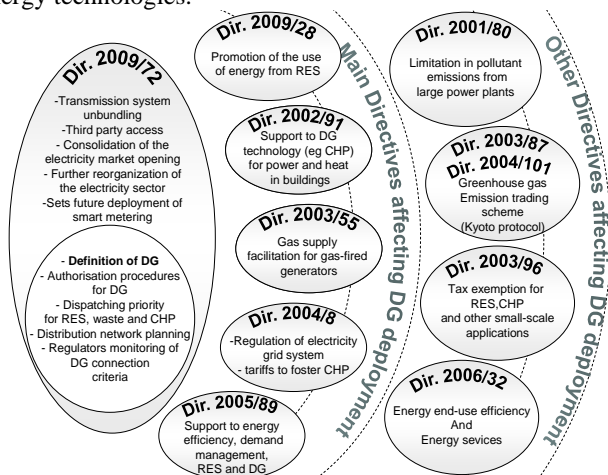 ergy technologies.
Dir. 2009/72
-Transmission system
unbundling
-Third party access
- Consolidation of the
electricity market opening
- Further reorganization
of the electricity sector
-Sets future deployment of
smart metering
- Definition of DG
- Authorisation procedures
for DG
- Dispatching priority
for RES, waste and CHP
- Distribution network planning
- Regulators monitoring of
DG connection
criteria
Dir. 2009/28
Promotion of the use
of energy from RES
Dir. 2002/91
Support to DG
technology (eg CHP)
for power and heat
in buildings
Dir. 2003/55
Gas supply
facilitation for gas-fired
generators
Dir. 2004/8
-Regulation of electricity
grid system
- tariffs to foster CHP
Dir. 2005/89
Support to energy
efficiency, demand
management,
RES and DG
Main Directives affecting DG deployment
Dir. 2001/80
Limitation in pollutant
emissions from
large power plants
Dir. 2003/87
Dir. 2004/101
Greenhouse gas
Emission trading
scheme
(Kyoto protocol)
Dir. 2003/96
Tax exemption for
RES,CHP
and other small-scale
applications
Dir. 2006/32
Energy end-use efficiency
And
Energy sevices
Other Directives affecting DG deployment